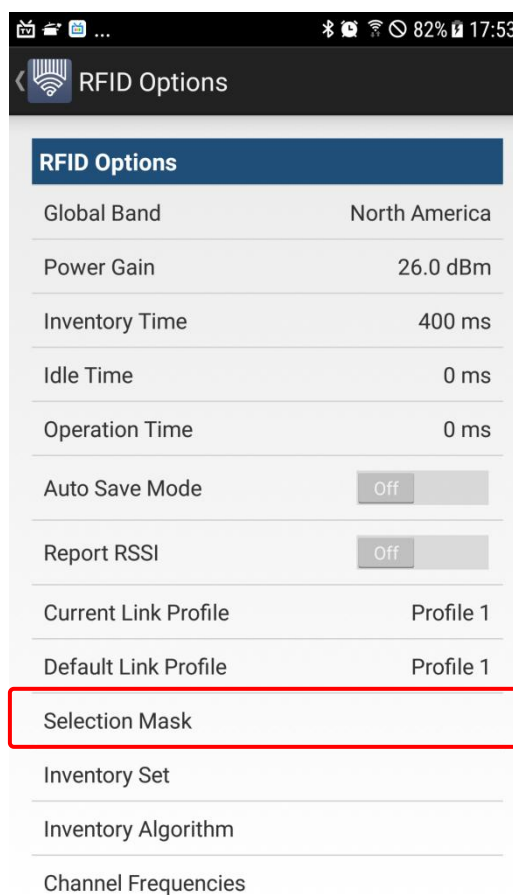 ... 82% 17:53
RFID Options
RFID Options
Global Band North America
Power Gain 26.0 dBm
Inventory Time 400 ms
Idle Time 0 ms
Operation Time 0 ms
Auto Save Mode Off
Report RSSI Off
Current Link Profile Profile 1
Default Link Profile Profile 1
Selection Mask
Inventory Set
Inventory Algorithm
Channel Frequencies